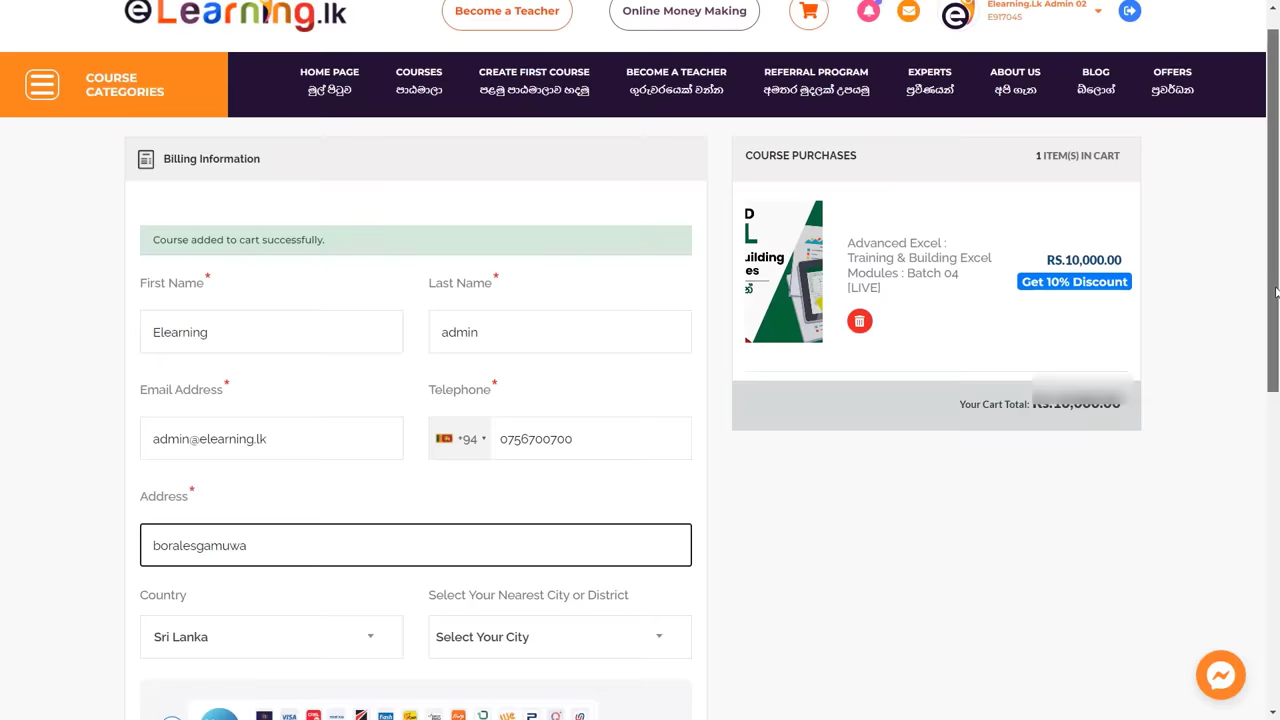 eLearning.lk
Become a Teacher
Online Money Making
Elearning.Lk Admin 02
E917045
COURSE
CATEGORIES
HOME PAGE
මුල් පිටුව
COURSES
පාඨමාලා
CREATE FIRST COURSE
පළමු පාඨමාලාව හදමු
BECOME A TEACHER
ගුරුවරයෙක් වන්න
REFERRAL PROGRAM
අමතර මුදලක් උපයමු
EXPERTS
ප්‍රවීණයන්
ABOUT US
අපි ගැන
BLOG
බ්ලොග්
OFFERS
ප්‍රවර්ධන
Billing Information
Course added to cart successfully.
First Name*
Last Name*
Elearning
admin
Email Address*
Telephone*
admin@elearning.lk
+94
0756700700
Address*
boralesgamuwa
Country
Select Your Nearest City or District
Sri Lanka
Select Your City
VISA
COURSE PURCHASES
1 ITEM(S) IN CART
Advanced Excel :
Training & Building Excel
Modules : Batch 04
[LIVE]
RS.10,000.00
Get 10% Discount
Your Cart Total: Rs.10,000.00